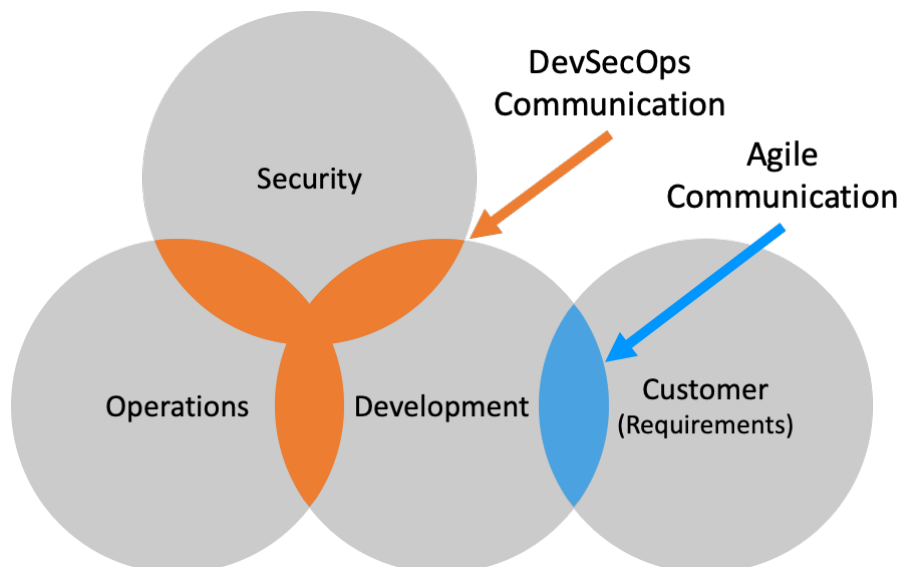 DevSecOps
Communication
Agile
Communication
Security
Operations
Development
Customer
(Requirements)